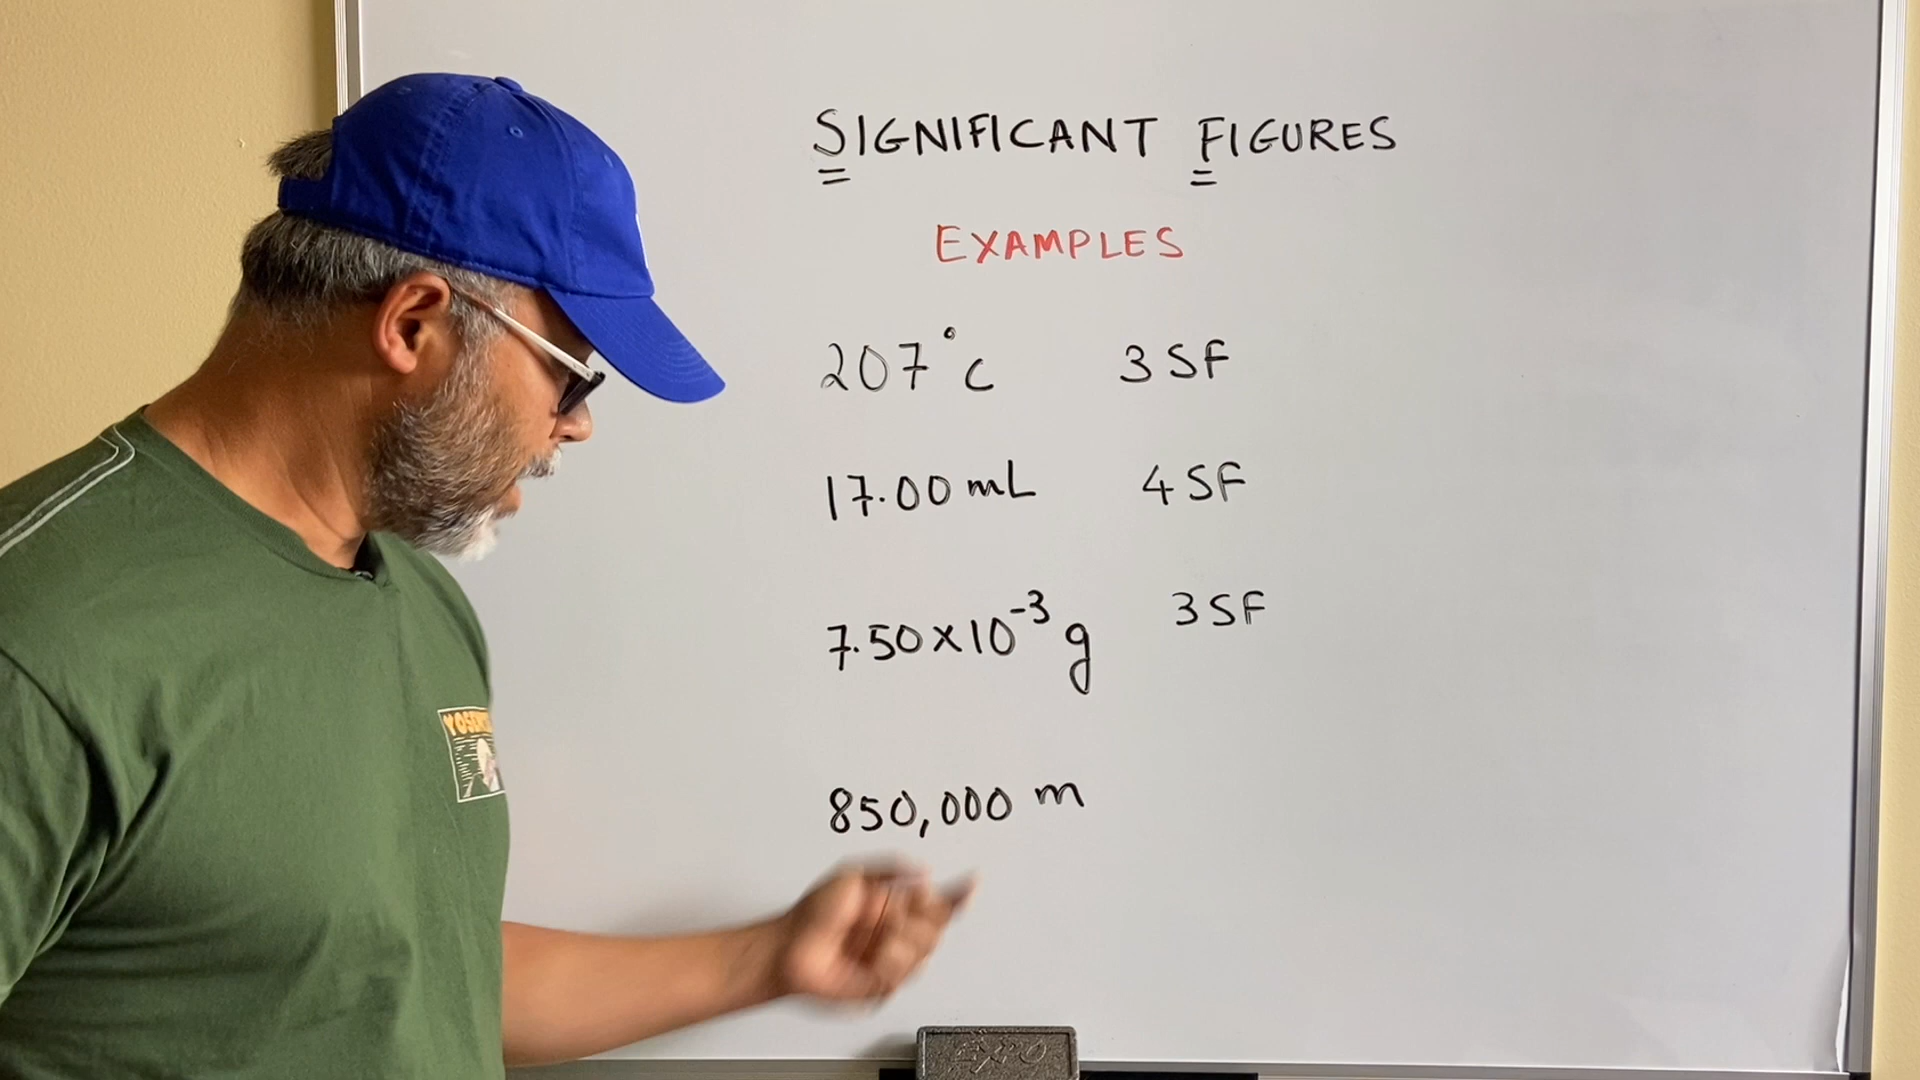 SIGNIFICANT FIGURES
EXAMPLES
207°C 3 SF
17.00 mL 4 SF
7.50 x 10⁻³ g 3 SF
850,000 m
EXPO